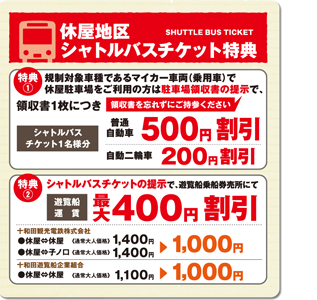 休屋地区 SHUTTLE BUS TICKET
シャトルバスチケット特典
特典① 規制対象車種であるマイカー車両(乗用車)で
休屋駐車場をご利用の方は駐車場領収書の提示で、
領収書1枚につき 領収書を忘れずにご持参ください
シャトルバス
チケット1名様分
普通
自動車 500円割引
自動二輪車 200円割引
特典② シャトルバスチケットの提示で、遊覧船乗船券売所にて
遊覧船
運賃
最大400円割引
十和田観光電鉄株式会社
●休屋⇔休屋 (通常大人価格) 1,400円
●休屋⇔子ノ口 (通常大人価格) 1,400円
1,000円
十和田遊覧船企業組合
●休屋⇔休屋 (通常大人価格) 1,100円 1,000円